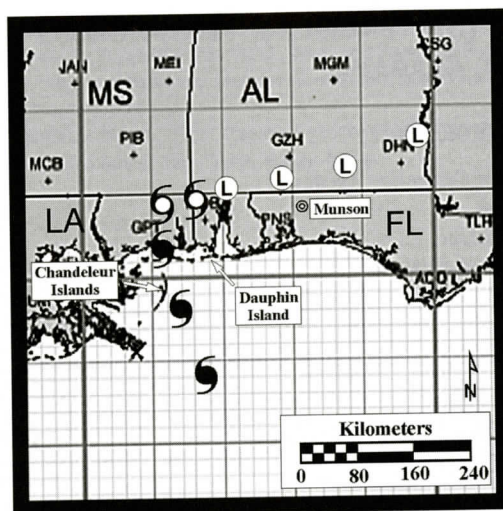 CSG
JAN
MEI
MGM
MS
AL
PIB
GZH
L
DHN
L
L
MCB
L
Munson
LA
GPT
PNS
FL
TLH
Chandeleur
Islands
Dauphin
Island
N
Kilometers
0 80 160 240